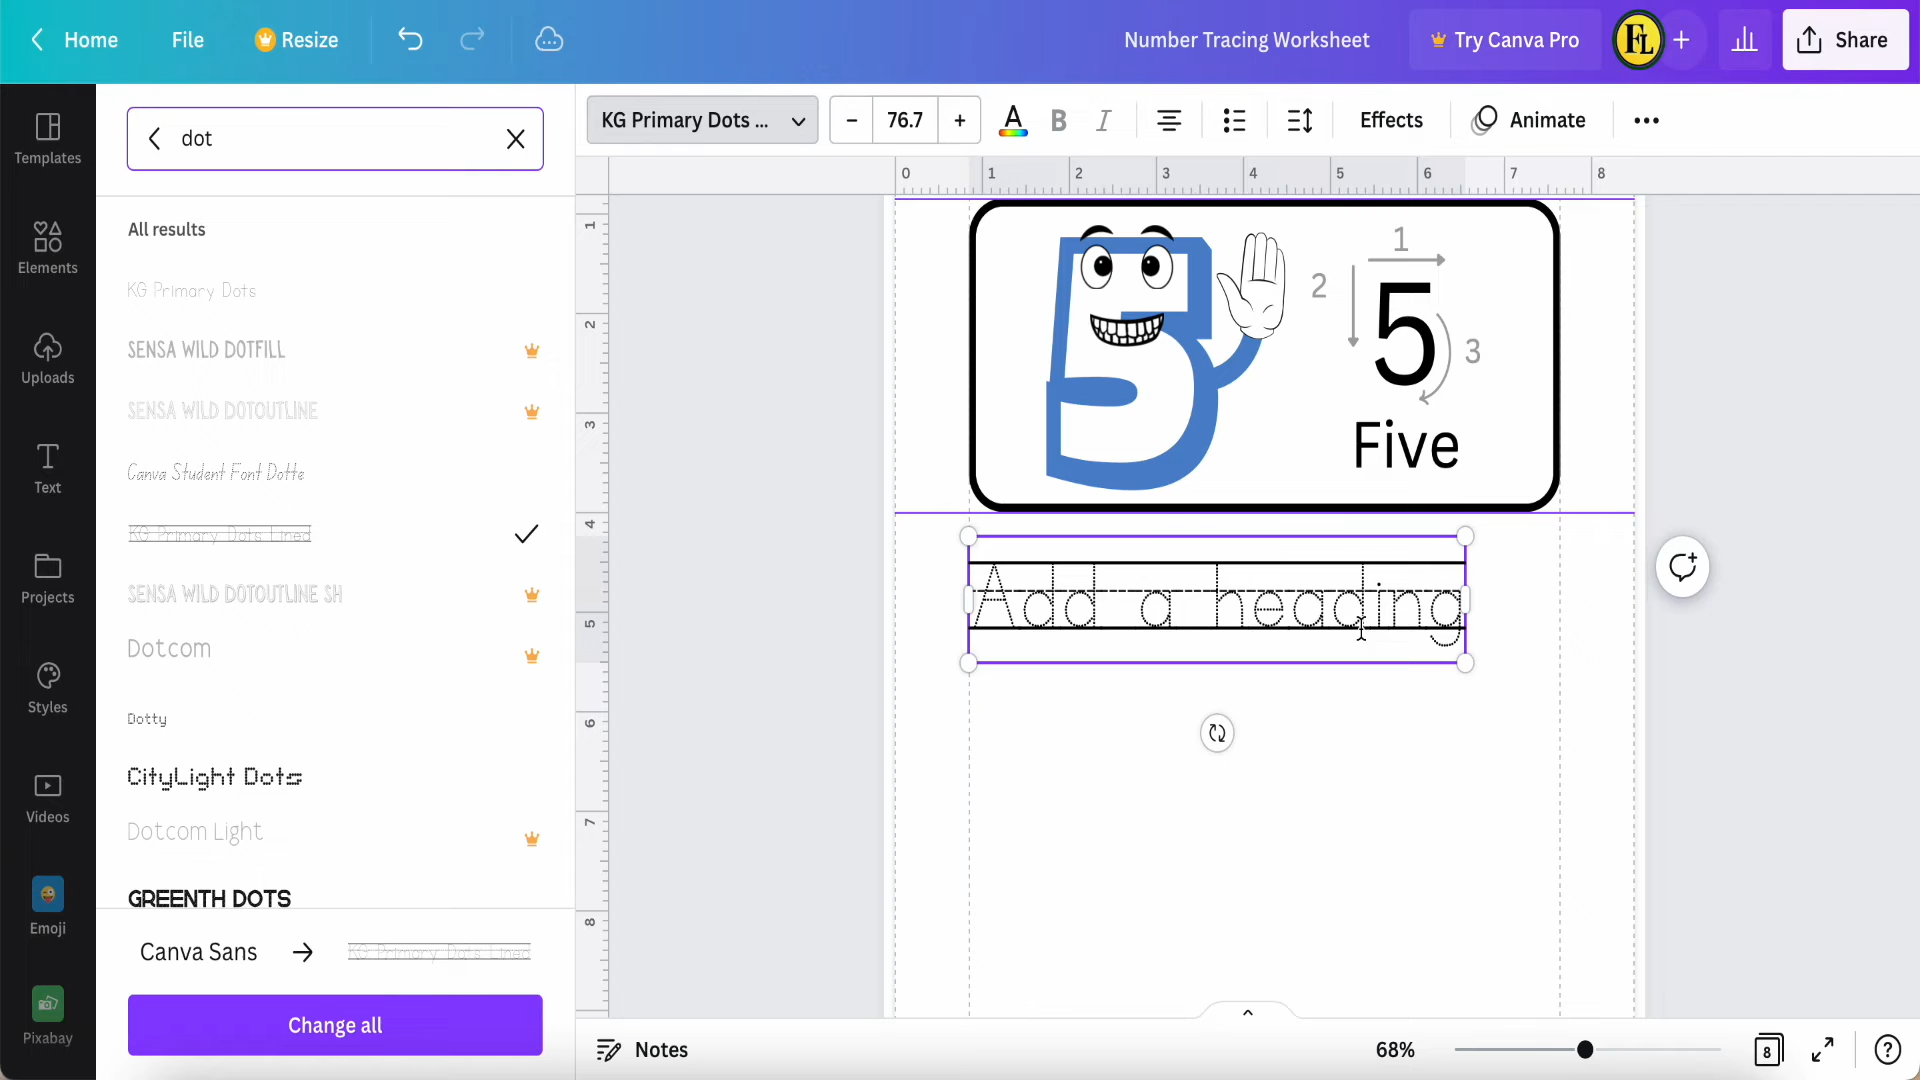 Home
File
Resize
Number Tracing Worksheet
Try Canva Pro
FL
Share
Templates
Elements
Uploads
Text
Projects
Styles
Videos
Emoji
Pixabay
dot
All results
KG Primary Dots
SENSA WILD DOTFILL
SENSA WILD DOTOUTLINE
Canva Student Font Dotte
KG Primary Dots Lined
SENSA WILD DOTOUTLINE SH
Dotcom
Dotty
CityLight Dots
Dotcom Light
GREENTH DOTS
Canva Sans → KG Primary Dots Lined
Change all
KG Primary Dots ...
− 76.7 +
A B I
Effects
Animate
0 1 2 3 4 5 6 7 8
1
2
3
4
5
6
7
8
1
2
5
3
Five
Add a heading
Notes
68%
8
?